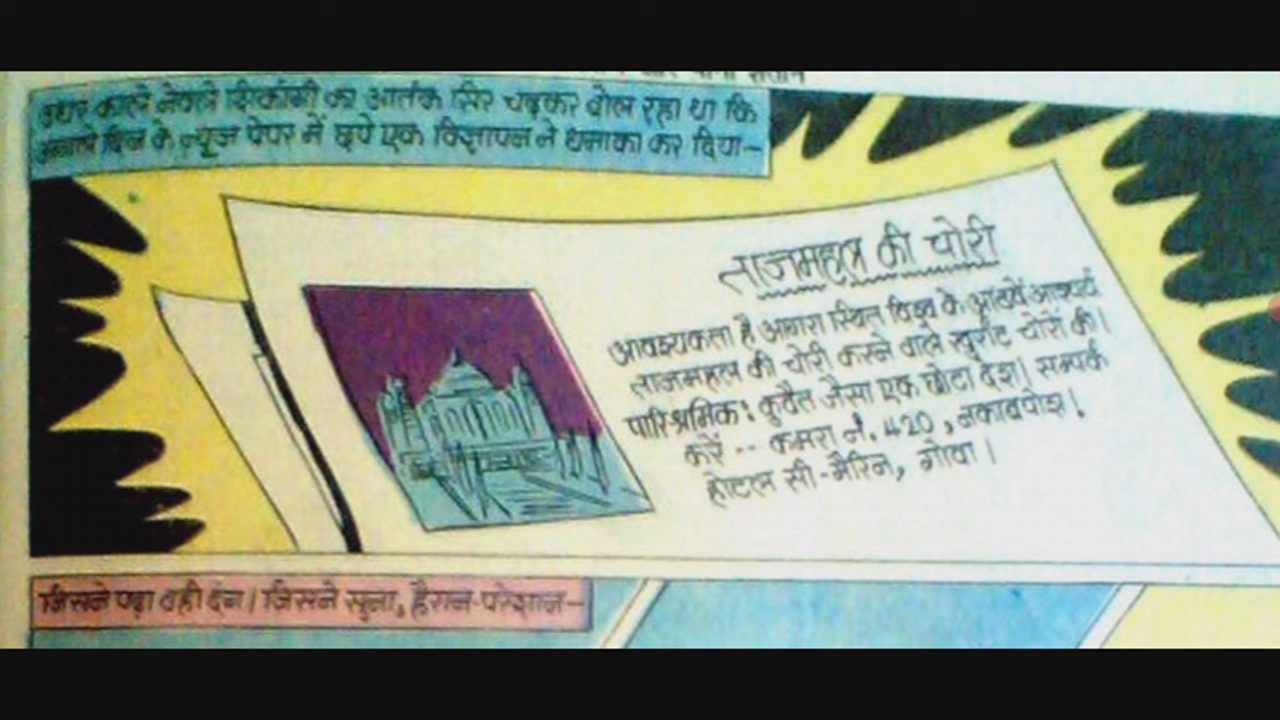 उधर काले नेवले शिकांगी का आतंक सिर चढ़कर बोल रहा था कि
अगले दिन के न्यूज पेपर में छपे एक विज्ञापन ने धमाका कर दिया—
ताजमहल की चोरी
आवश्यकता है आगरा स्थित विश्व के आठवें आश्चर्य
ताजमहल की चोरी करने वाले खुर्राट चोरों की।
पारिश्रमिक: कुवैत जैसा एक छोटा देश। सम्पर्क
करें -- कमरा नं. 420, नकाबपोश।
होटल सी-मैरिन, गोवा।
जिसने पढ़ा वही दंग। जिसने सुना, हैरान-परेशान—